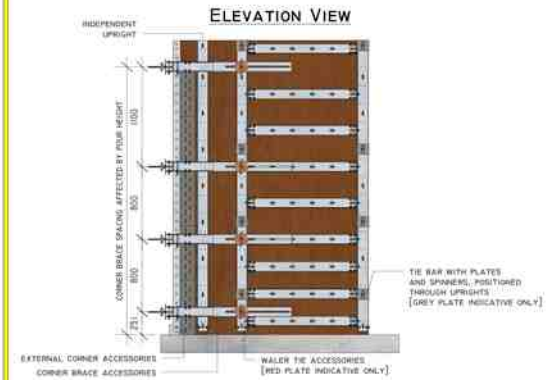 ELEVATION VIEW
INDEPENDENT
UPRIGHT
CORNER BRACE SPACING AFFECTED BY POUR HEIGHT
1100
800
800
251
TIE BAR WITH PLATES
AND SPINNERS, POSITIONED
THROUGH UPRIGHTS
[GREY PLATE INDICATIVE ONLY]
EXTERNAL CORNER ACCESSORIES
CORNER BRACE ACCESSORIES
WALER TIE ACCESSORIES
[RED PLATE INDICATIVE ONLY]